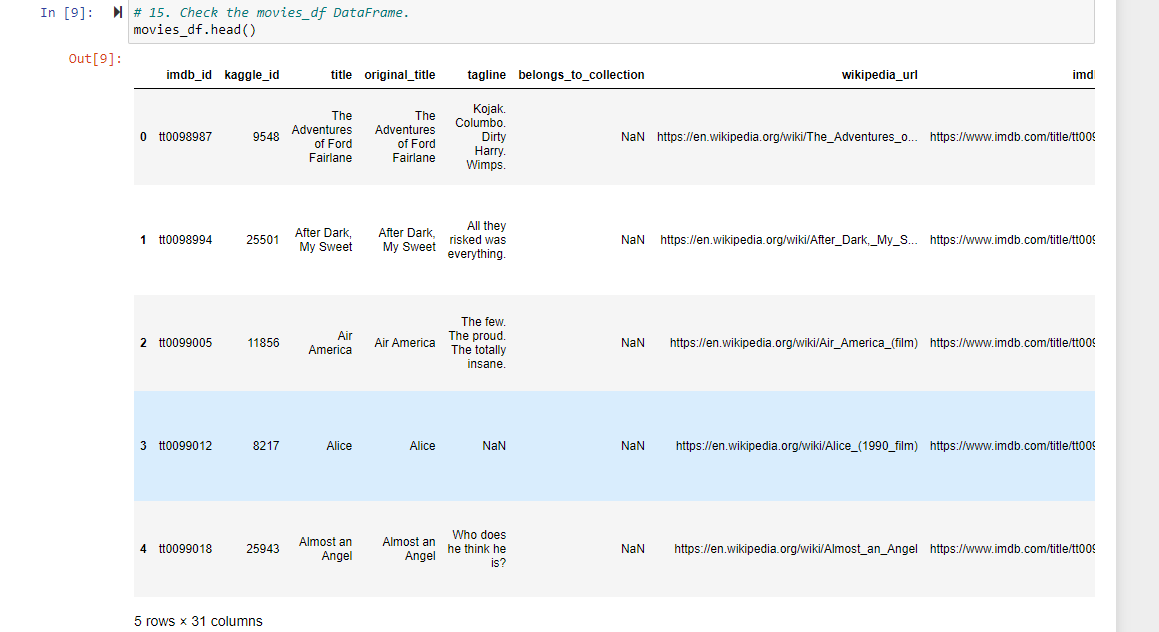 In [9]: # 15. Check the movies_df DataFrame.
movies_df.head()
Out[9]:
imdb_id kaggle_id title original_title tagline belongs_to_collection wikipedia_url imdl
0 tt0098987 9548 The Adventures of Ford Fairlane The Adventures of Ford Fairlane Kojak. Columbo. Dirty Harry. Wimps. NaN https://en.wikipedia.org/wiki/The_Adventures_o... https://www.imdb.com/title/tt009
1 tt0098994 25501 After Dark, My Sweet After Dark, My Sweet All they risked was everything. NaN https://en.wikipedia.org/wiki/After_Dark,_My_S... https://www.imdb.com/title/tt009
2 tt0099005 11856 Air America Air America The few. The proud. The totally insane. NaN https://en.wikipedia.org/wiki/Air_America_(film) https://www.imdb.com/title/tt009
3 tt0099012 8217 Alice Alice NaN NaN https://en.wikipedia.org/wiki/Alice_(1990_film) https://www.imdb.com/title/tt009
4 tt0099018 25943 Almost an Angel Almost an Angel Who does he think he is? NaN https://en.wikipedia.org/wiki/Almost_an_Angel https://www.imdb.com/title/tt009
5 rows × 31 columns